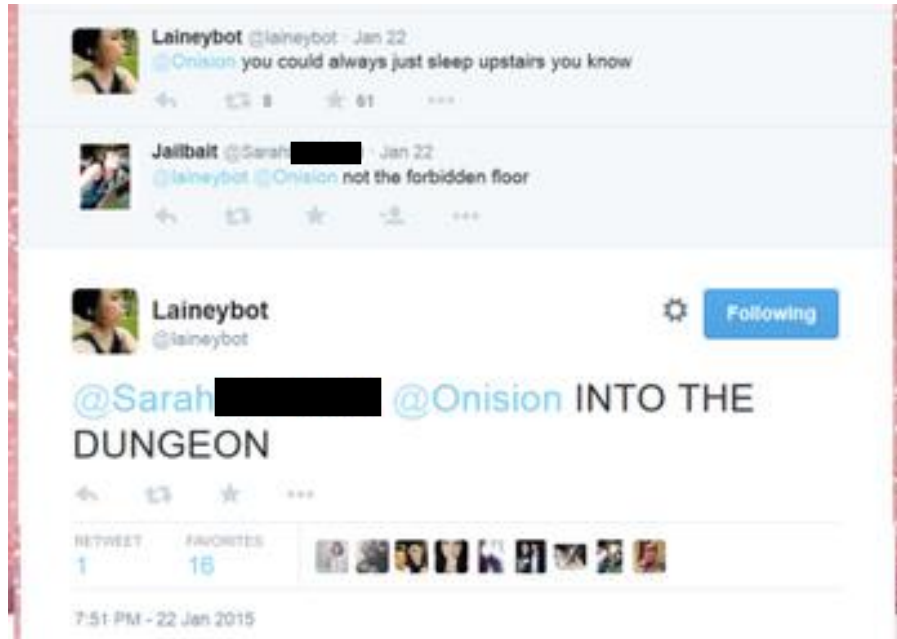 Laineybot @laineybot · Jan 22
@Onision you could always just sleep upstairs you know
8 61
Jailbait @Sarah · Jan 22
@laineybot @Onision not the forbidden floor
Laineybot
@laineybot
Following
@Sarah @Onision INTO THE
DUNGEON
RETWEET FAVORITES
1 16
7:51 PM - 22 Jan 2015